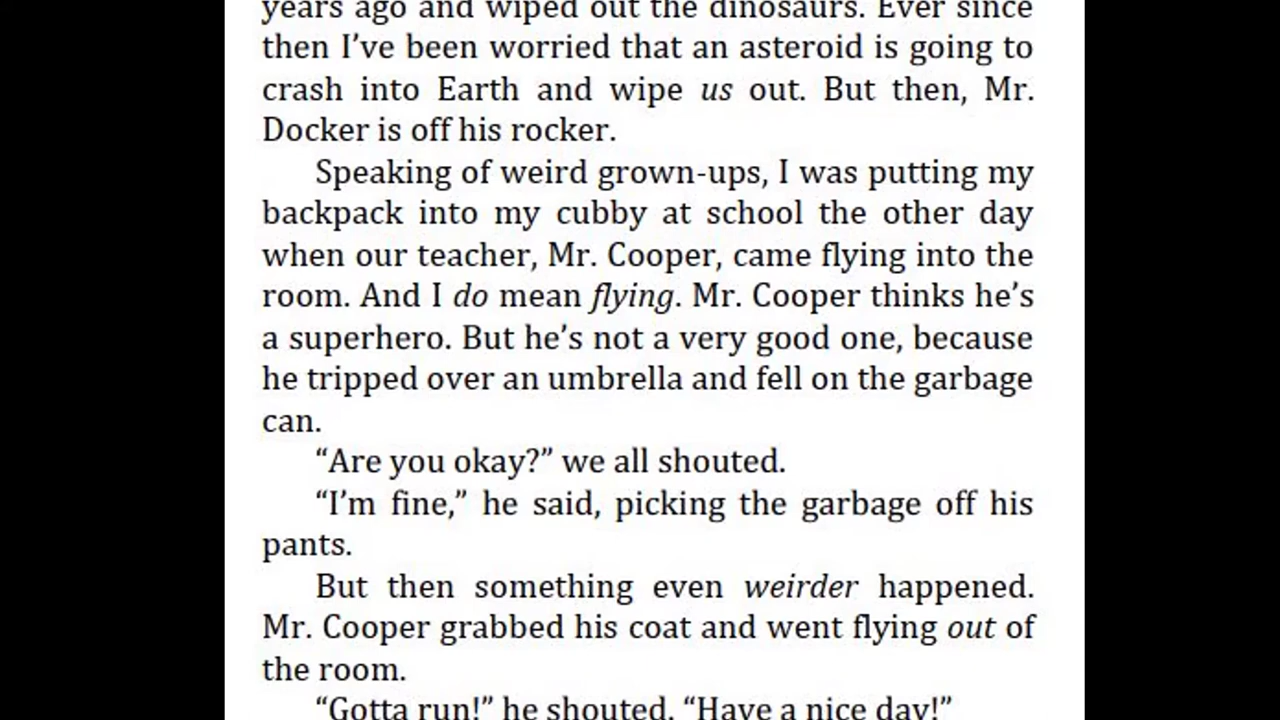 years ago and wiped out the dinosaurs. Ever since
then I’ve been worried that an asteroid is going to
crash into Earth and wipe us out. But then, Mr.
Docker is off his rocker.
Speaking of weird grown-ups, I was putting my
backpack into my cubby at school the other day
when our teacher, Mr. Cooper, came flying into the
room. And I do mean flying. Mr. Cooper thinks he’s
a superhero. But he’s not a very good one, because
he tripped over an umbrella and fell on the garbage
can.
“Are you okay?” we all shouted.
“I’m fine,” he said, picking the garbage off his
pants.
But then something even weirder happened.
Mr. Cooper grabbed his coat and went flying out of
the room.
“Gotta run!” he shouted. “Have a nice day!”